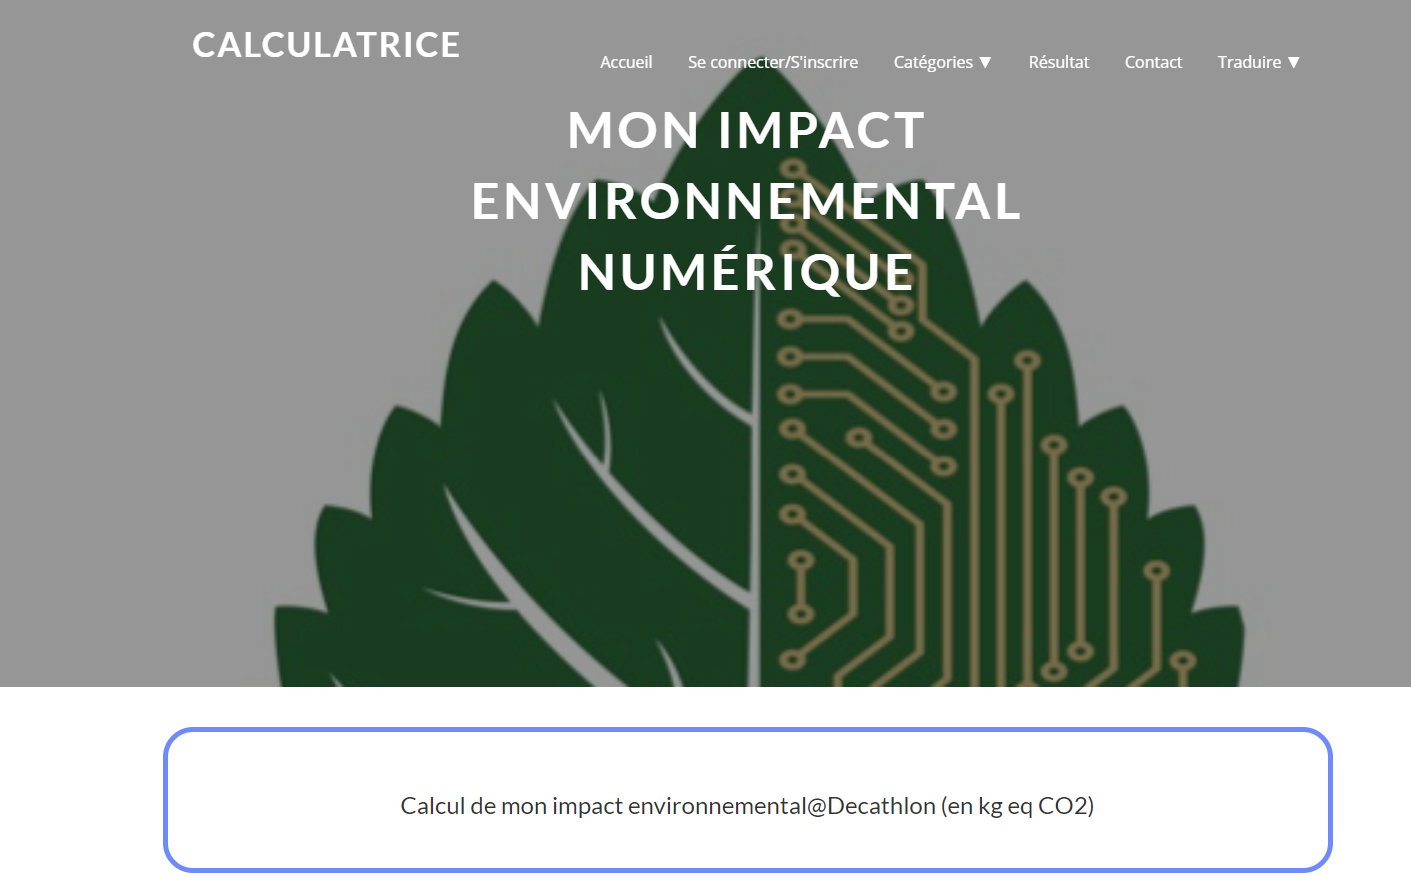 CALCULATRICE
Accueil Se connecter/S'inscrire Catégories ▼ Résultat Contact Traduire ▼
MON IMPACT
ENVIRONNEMENTAL
NUMÉRIQUE
Calcul de mon impact environnemental@Decathlon (en kg eq CO2)